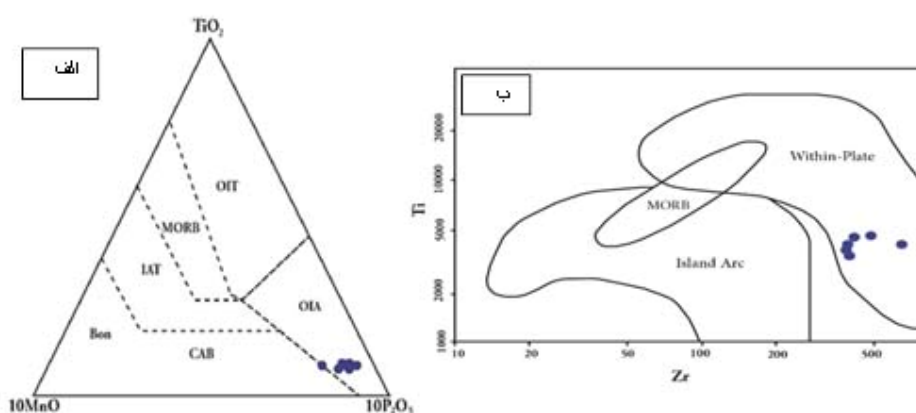 الف
TiO2
OIT
MORB
IAT
OIA
Bon
CAB
10MnO
10P2O5
ب
Ti
20000
10000
5000
2000
1000
Within-Plate
MORB
Island Arc
10
20
50
100
200
500
Zr